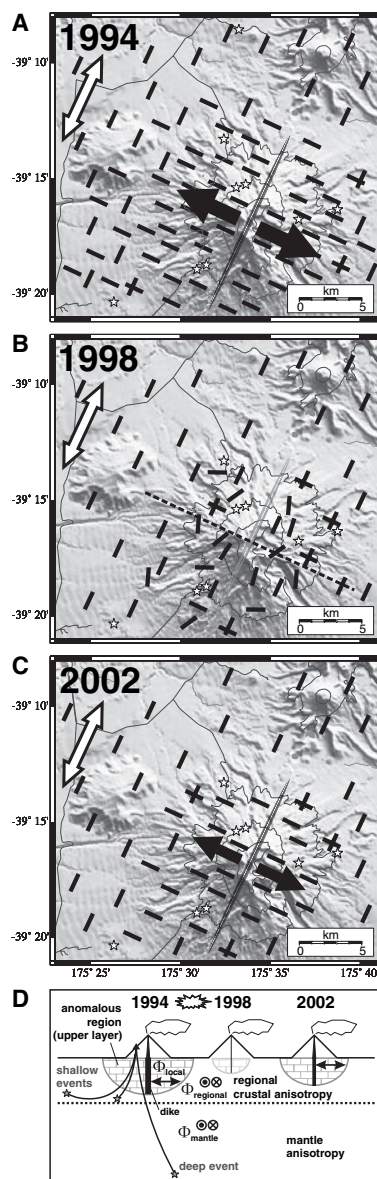 A
1994
-39° 10'
-39° 15'
-39° 20'
km
0 5
B
1998
-39° 10'
-39° 15'
-39° 20'
km
0 5
C
2002
-39° 10'
-39° 15'
-39° 20'
km
0 5
175° 25' 175° 30' 175° 35' 175° 40'
D
1994 1998 2002
anomalous
region
(upper layer)
shallow
events
Φlocal
dike
Φregional
regional
crustal anisotropy
Φmantle
mantle
anisotropy
deep event